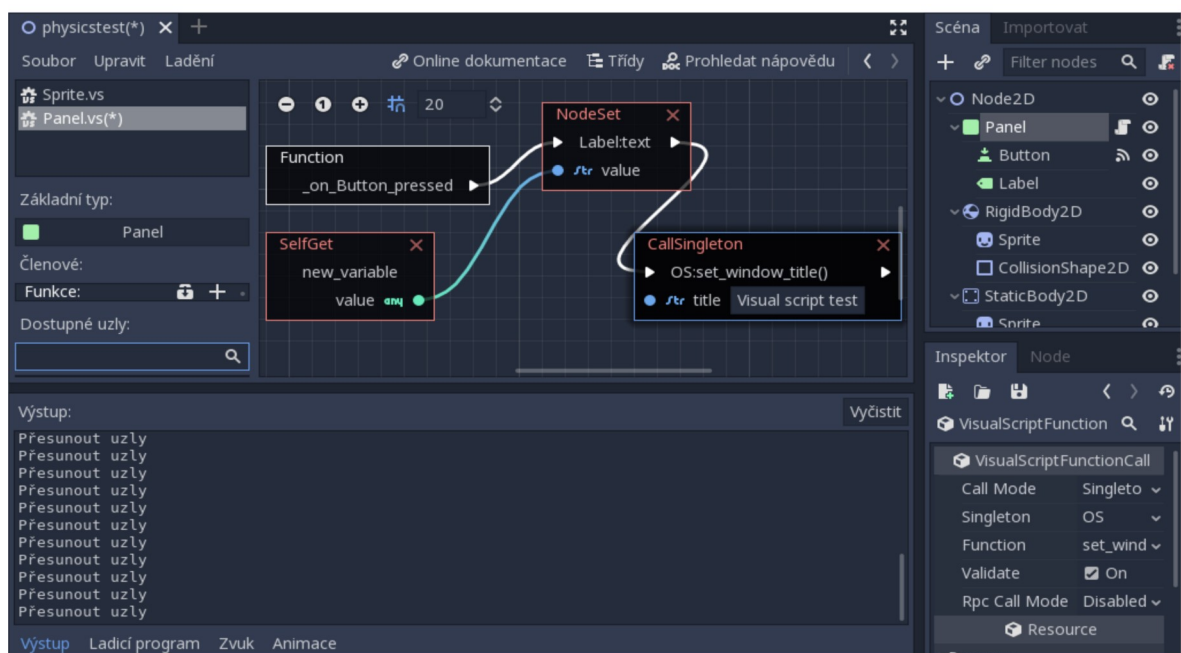 physicstest(*)
Soubor Upravit Ladění
Online dokumentace Třídy Prohledat nápovědu
Sprite.vs
Panel.vs(*)
Základní typ:
Panel
Členové:
Funkce:
Dostupné uzly:
20
Function
_on_Button_pressed
NodeSet
Label:text
Str value
SelfGet
new_variable
value any
CallSingleton
OS:set_window_title()
Str title Visual script test
Výstup: Vyčistit
Přesunout uzly
Přesunout uzly
Přesunout uzly
Přesunout uzly
Přesunout uzly
Přesunout uzly
Přesunout uzly
Přesunout uzly
Přesunout uzly
Přesunout uzly
Přesunout uzly
Výstup Ladicí program Zvuk Animace
Scéna Importovat
Filter nodes
Node2D
Panel
Button
Label
RigidBody2D
Sprite
CollisionShape2D
StaticBody2D
Sprite
Inspektor Node
VisualScriptFunction
VisualScriptFunctionCall
Call Mode Singleto
Singleton OS
Function set_wind
Validate On
Rpc Call Mode Disabled
Resource